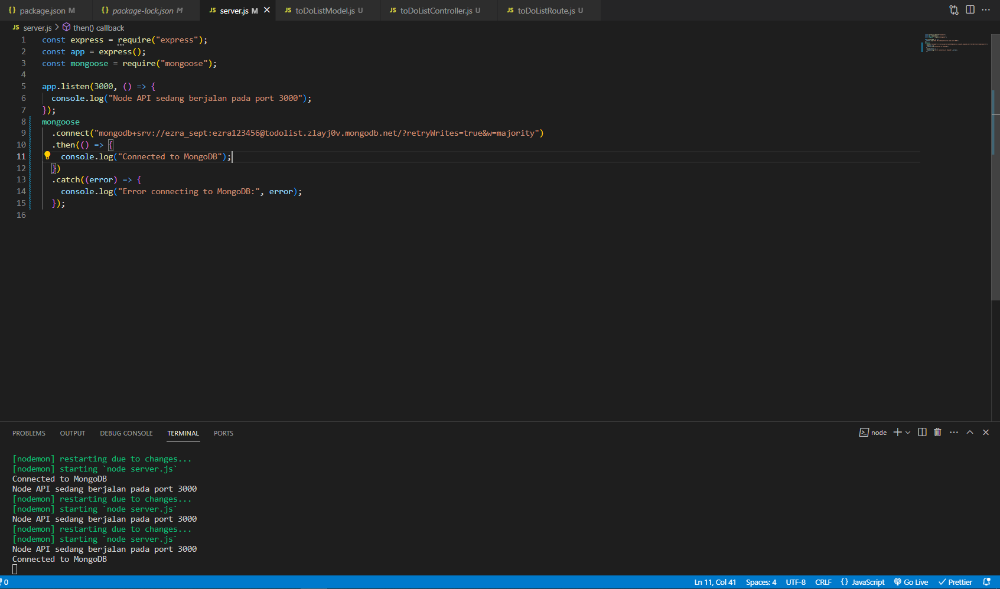 {} package.json M {} package-lock.json M JS server.js M JS toDoListModel.js U JS toDoListController.js U JS toDoListRoute.js U ...
JS server.js > then() callback
1 const express = require("express");
2 const app = express();
3 const mongoose = require("mongoose");
4
5 app.listen(3000, () => {
6 console.log("Node API sedang berjalan pada port 3000");
7 });
8 mongoose
9 .connect("mongodb+srv://ezra_sept:ezra123456@todolist.zlayj0v.mongodb.net/?retryWrites=true&w=majority")
10 .then(() => {
11 console.log("Connected to MongoDB");
12 })
13 .catch((error) => {
14 console.log("Error connecting to MongoDB:", error);
15 });
16
PROBLEMS OUTPUT DEBUG CONSOLE TERMINAL PORTS node
[nodemon] restarting due to changes...
[nodemon] starting `node server.js`
Connected to MongoDB
Node API sedang berjalan pada port 3000
[nodemon] restarting due to changes...
[nodemon] starting `node server.js`
Node API sedang berjalan pada port 3000
[nodemon] restarting due to changes...
[nodemon] starting `node server.js`
Node API sedang berjalan pada port 3000
Connected to MongoDB
0 Ln 11, Col 41 Spaces: 4 UTF-8 CRLF {} JavaScript Go Live Prettier